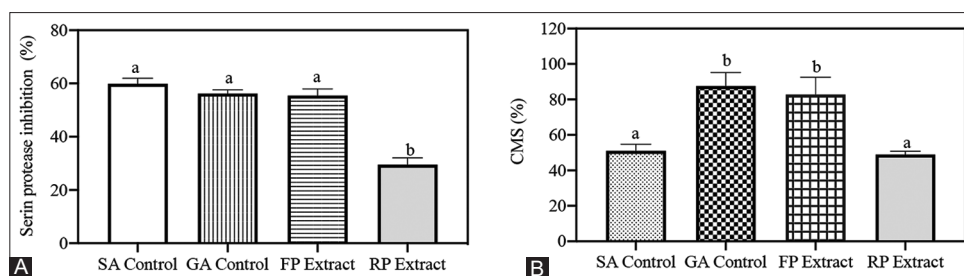 Serin protease inhibition (%)
80
60
40
20
0
a
a
a
b
SA Control GA Control FP Extract RP Extract
A
CMS (%)
120
100
80
60
40
20
0
a
b
b
a
SA Control GA Control FP Extract RP Extract
B